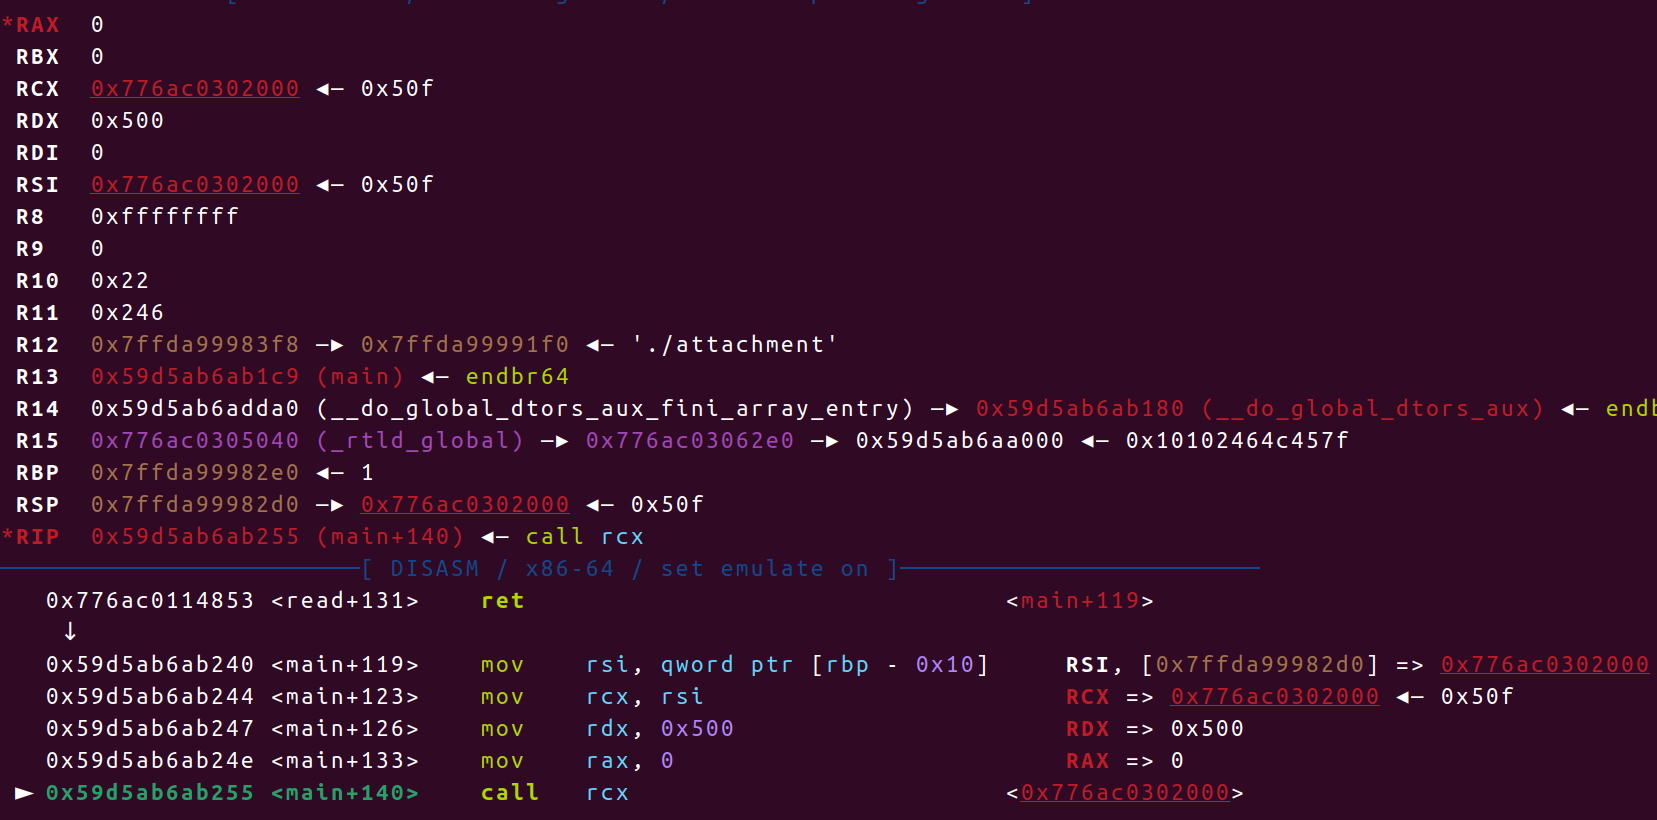 *RAX  0
 RBX  0
 RCX  0x776ac0302000 ◂— 0x50f
 RDX  0x500
 RDI  0
 RSI  0x776ac0302000 ◂— 0x50f
 R8   0xffffffff
 R9   0
 R10  0x22
 R11  0x246
 R12  0x7ffda99983f8 —▸ 0x7ffda99991f0 ◂— './attachment'
 R13  0x59d5ab6ab1c9 (main) ◂— endbr64
 R14  0x59d5ab6adda0 (__do_global_dtors_aux_fini_array_entry) —▸ 0x59d5ab6ab180 (__do_global_dtors_aux) ◂— endb
 R15  0x776ac0305040 (_rtld_global) —▸ 0x776ac03062e0 —▸ 0x59d5ab6aa000 ◂— 0x10102464c457f
 RBP  0x7ffda99982e0 ◂— 1
 RSP  0x7ffda99982d0 —▸ 0x776ac0302000 ◂— 0x50f
*RIP  0x59d5ab6ab255 (main+140) ◂— call rcx
────────────────────────[ DISASM / x86-64 / set emulate on ]────────────────────────
   0x776ac0114853 <read+131>    ret                                <main+119>
    ↓
   0x59d5ab6ab240 <main+119>    mov    rsi, qword ptr [rbp - 0x10]     RSI, [0x7ffda99982d0] => 0x776ac0302000
   0x59d5ab6ab244 <main+123>    mov    rcx, rsi                        RCX => 0x776ac0302000 ◂— 0x50f
   0x59d5ab6ab247 <main+126>    mov    rdx, 0x500                      RDX => 0x500
   0x59d5ab6ab24e <main+133>    mov    rax, 0                          RAX => 0
 ► 0x59d5ab6ab255 <main+140>    call   rcx                         <0x776ac0302000>